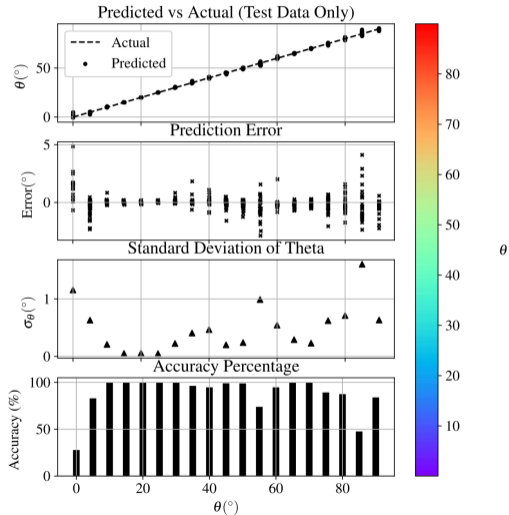 Predicted vs Actual (Test Data Only)
Actual
Predicted
50
0
θ(°)
Prediction Error
5
0
Error(°)
Standard Deviation of Theta
1
0
σθ(°)
Accuracy Percentage
100
50
0
Accuracy (%)
0 20 40 60 80
θ(°)
80
70
60
50
40
30
20
10
θ